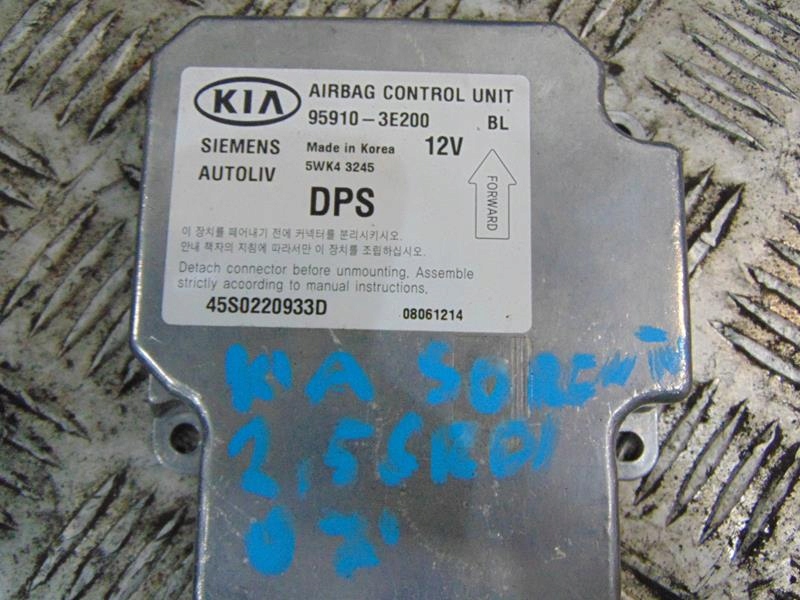 KIA AIRBAG CONTROL UNIT
95910-3E200 BL
SIEMENS Made in Korea 12V
AUTOLIV 5WK4 3245
DPS
FORWARD
이 장치를 떼어내기 전에 커넥터를 분리시키시오.
안내 책자의 지침에 따라서만 이 장치를 조립하십시오.
Detach connector before unmounting. Assemble
strictly according to manual instructions.
45S0220933D 08061214
KIA SORENTO
2,5 SRDI